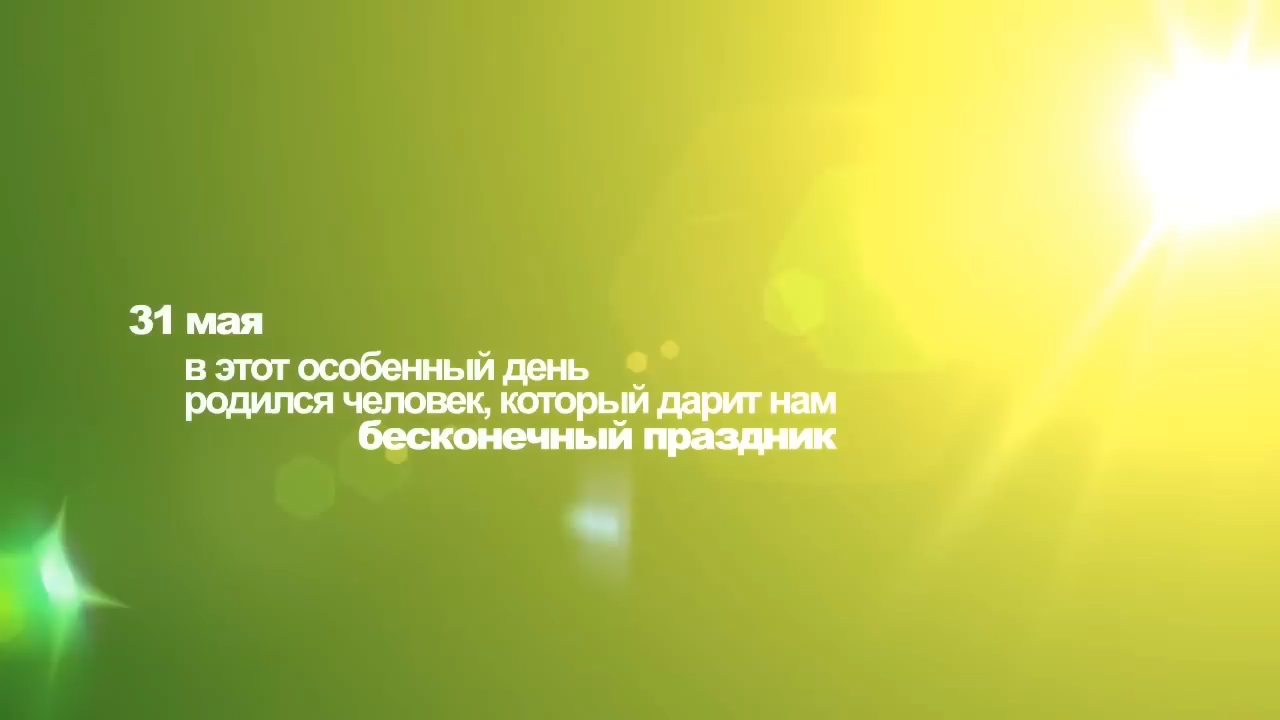 31 мая
в этот особенный день
родился человек, который дарит нам
бесконечный праздник